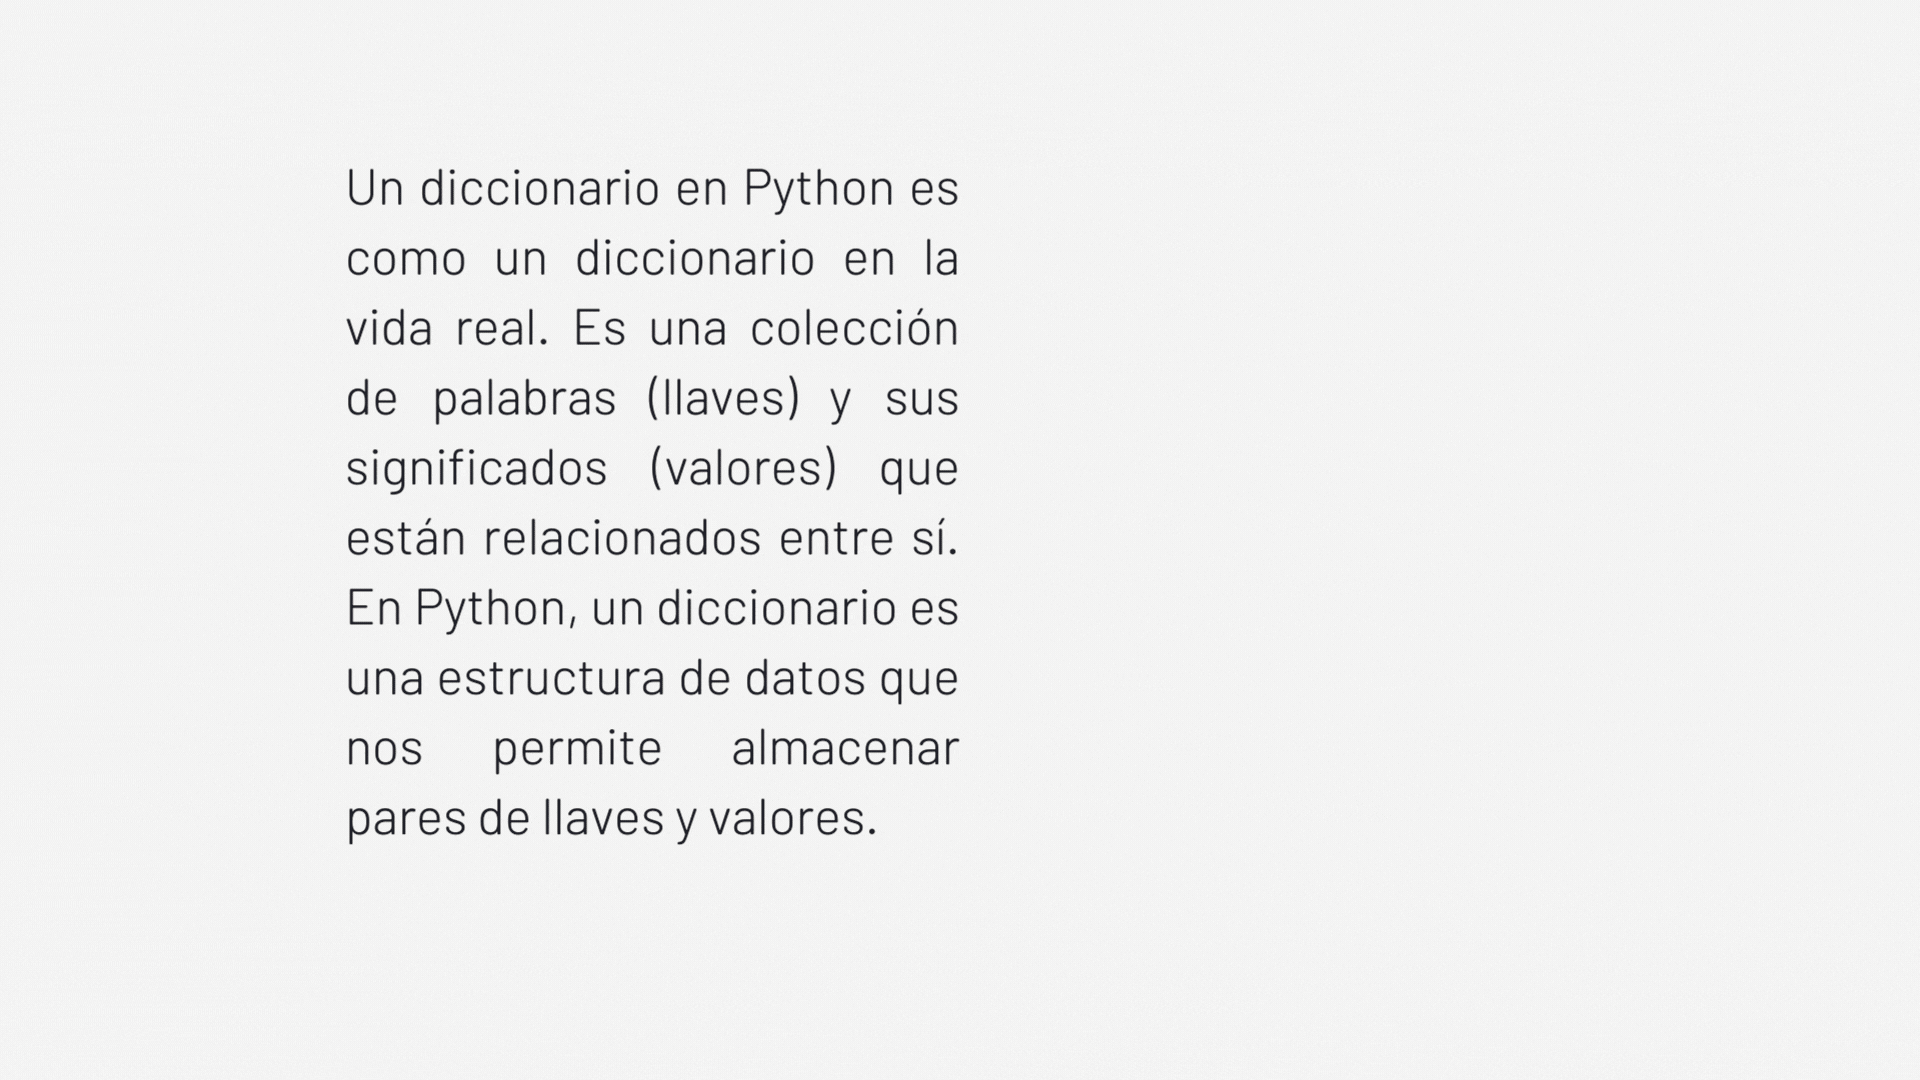 Un diccionario en Python es
como un diccionario en la
vida real. Es una colección
de palabras (llaves) y sus
significados (valores) que
están relacionados entre sí.
En Python, un diccionario es
una estructura de datos que
nos permite almacenar
pares de llaves y valores.